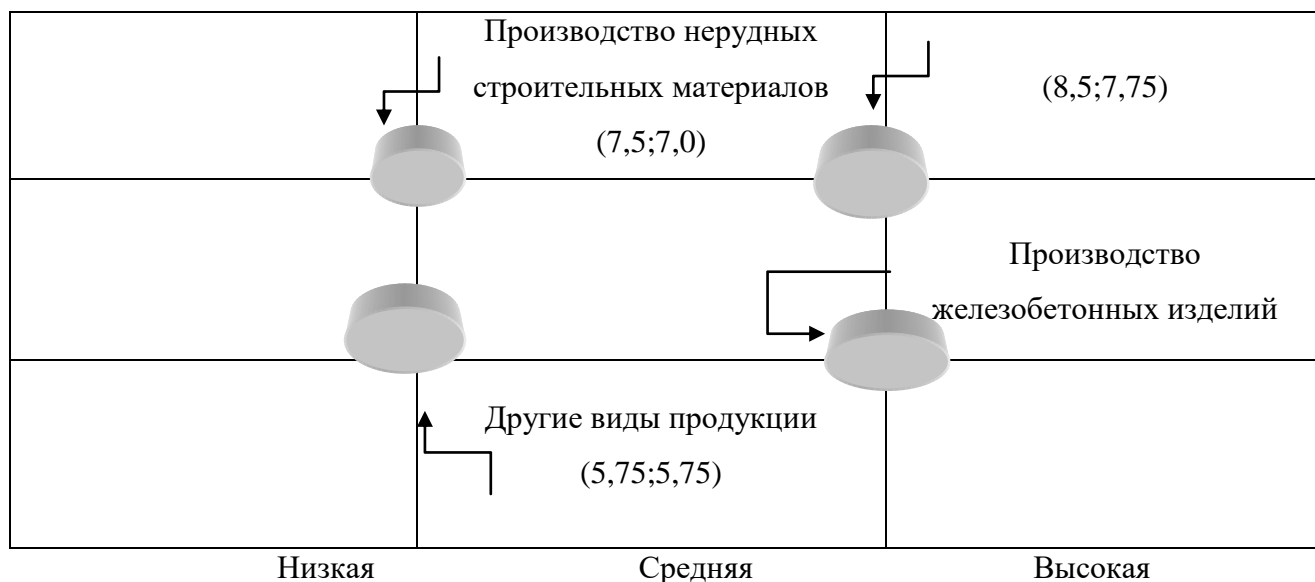 Производство нерудных
строительных материалов
(7,5;7,0)
(8,5;7,75)
Производство
железобетонных изделий
Другие виды продукции
(5,75;5,75)
Низкая Средняя Высокая